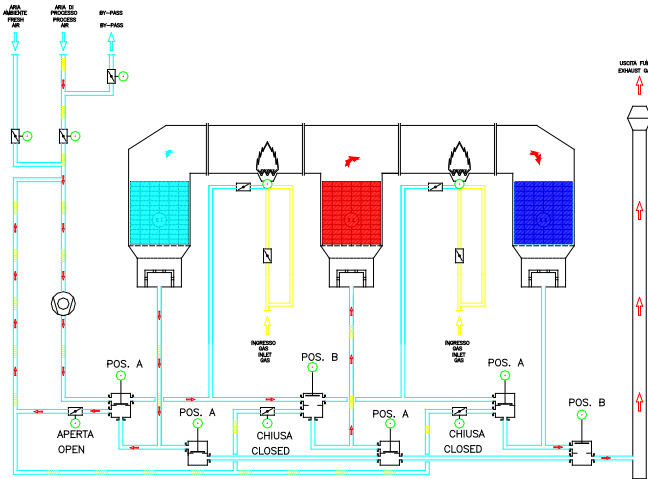 ARIA
AMBIENTE
FRESH
AIR
ARIA DI
PROCESSO
PROCESS
AIR
BY-PASS
BY-PASS
USCITA FU
EXHAUST GA
INGRESSO
GAS
INLET
GAS
INGRESSO
GAS
INLET
GAS
POS. A
POS. B
POS. A
POS. A
POS. A
POS. B
APERTA
OPEN
CHIUSA
CLOSED
CHIUSA
CLOSED